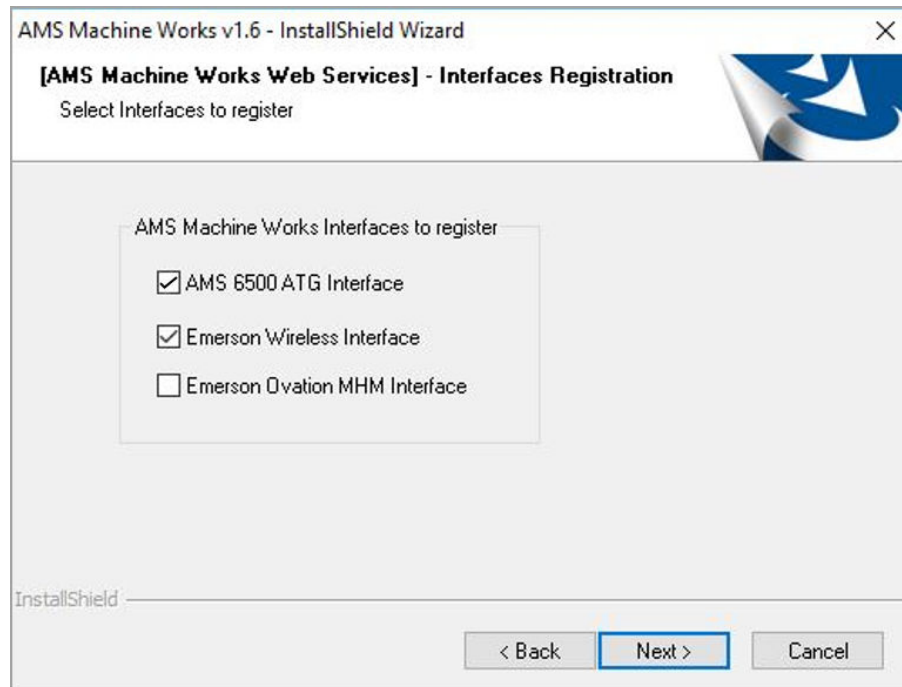 AMS Machine Works v1.6 - InstallShield Wizard
[AMS Machine Works Web Services] - Interfaces Registration
Select Interfaces to register
AMS Machine Works Interfaces to register
AMS 6500 ATG Interface
Emerson Wireless Interface
Emerson Ovation MHM Interface
InstallShield
< Back Next > Cancel